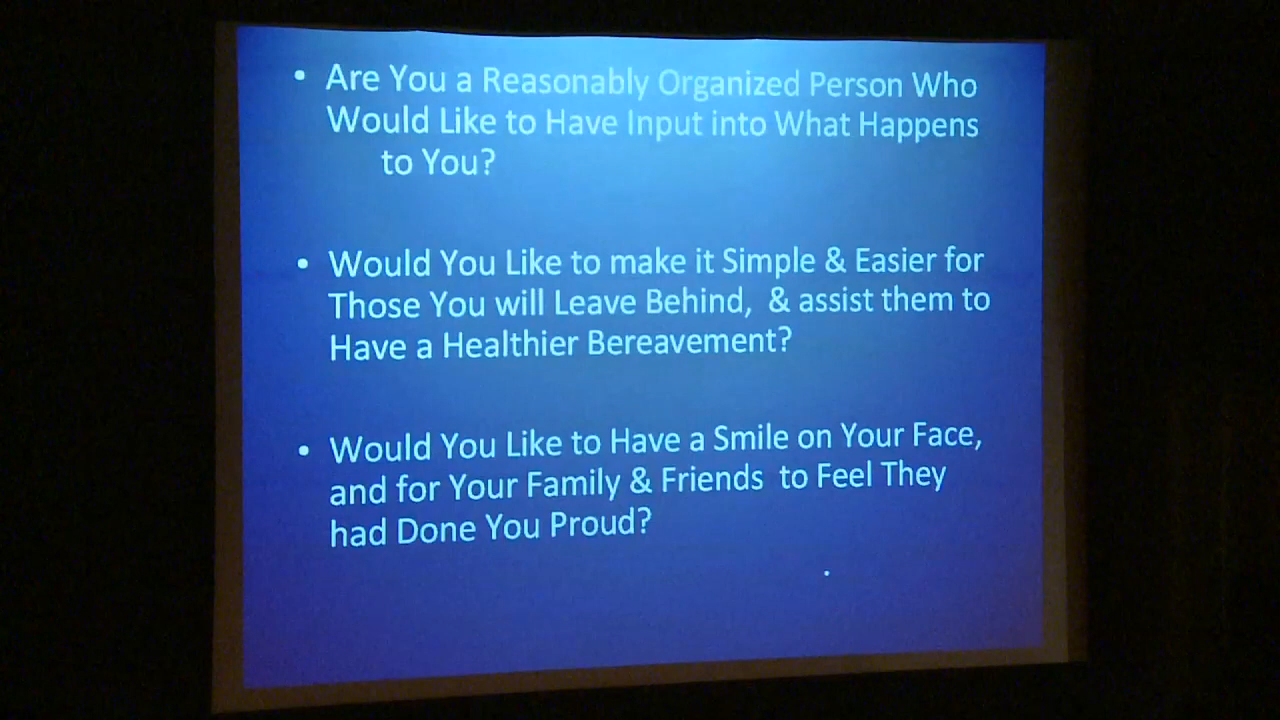 • Are You a Reasonably Organized Person Who
Would Like to Have Input into What Happens
to You?
• Would You Like to make it Simple & Easier for
Those You will Leave Behind, & assist them to
Have a Healthier Bereavement?
• Would You Like to Have a Smile on Your Face,
and for Your Family & Friends to Feel They
had Done You Proud?